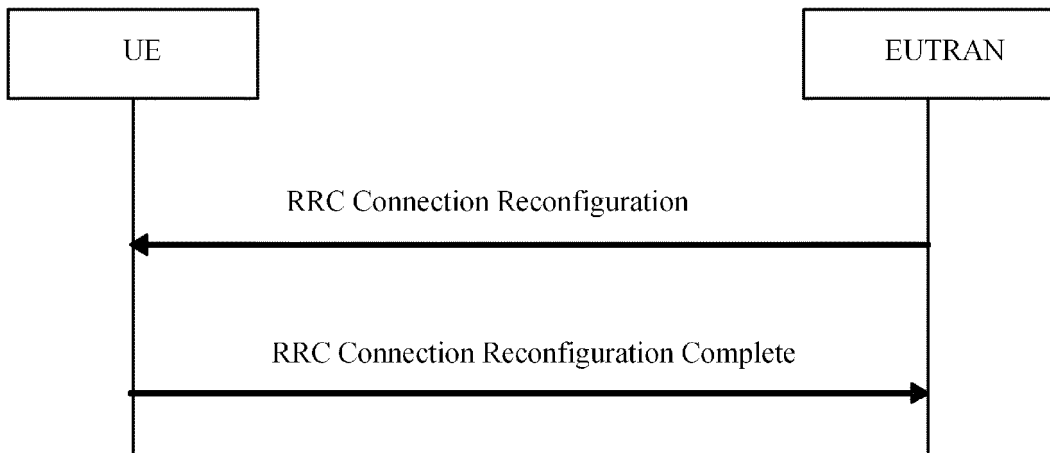 UE
EUTRAN
RRC Connection Reconfiguration
RRC Connection Reconfiguration Complete